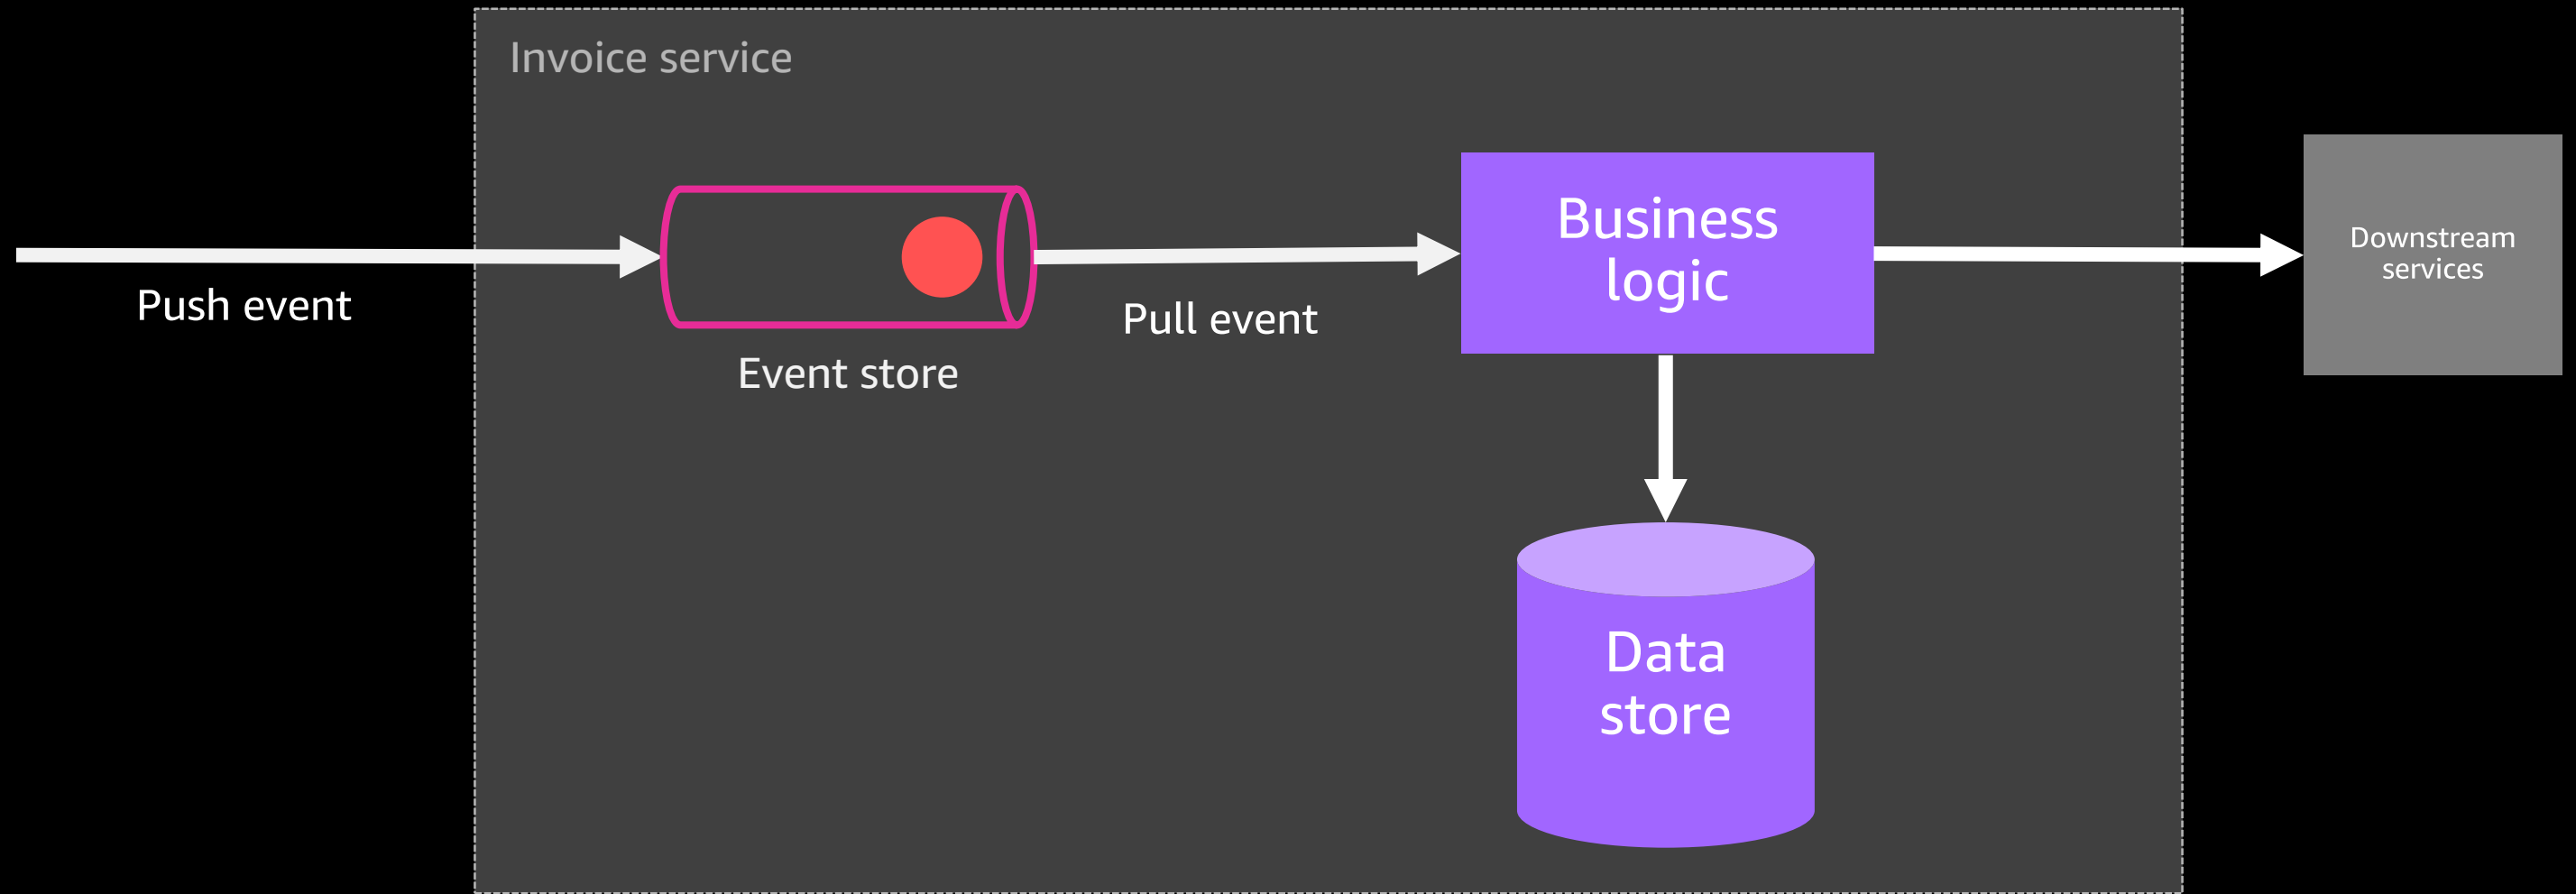 Invoice service
Push event
Event store
Pull event
Business
logic
Downstream
services
Data
store